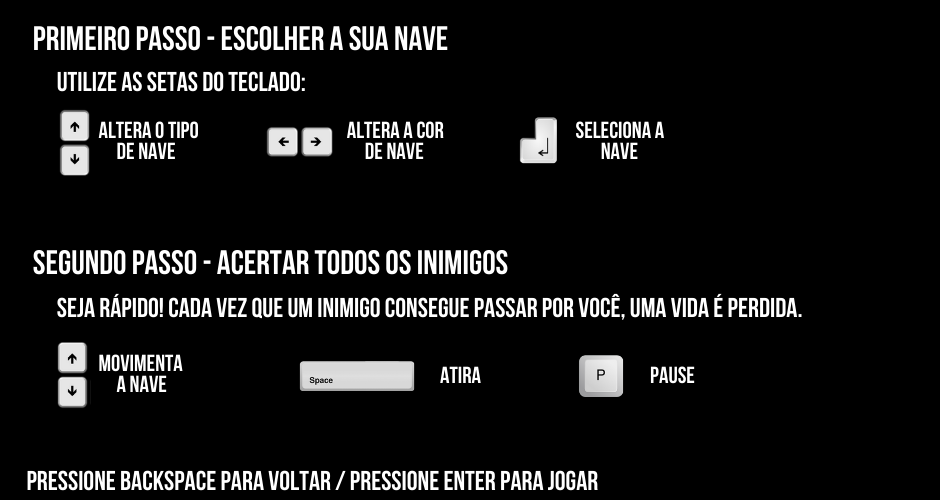 PRIMEIRO PASSO - ESCOLHER A SUA NAVE
UTILIZE AS SETAS DO TECLADO:
ALTERA O TIPO
DE NAVE
ALTERA A COR
DE NAVE
SELECIONA A
NAVE
SEGUNDO PASSO - ACERTAR TODOS OS INIMIGOS
SEJA RÁPIDO! CADA VEZ QUE UM INIMIGO CONSEGUE PASSAR POR VOCÊ, UMA VIDA É PERDIDA.
MOVIMENTA
A NAVE
Space
ATIRA
P
PAUSE
PRESSIONE BACKSPACE PARA VOLTAR / PRESSIONE ENTER PARA JOGAR